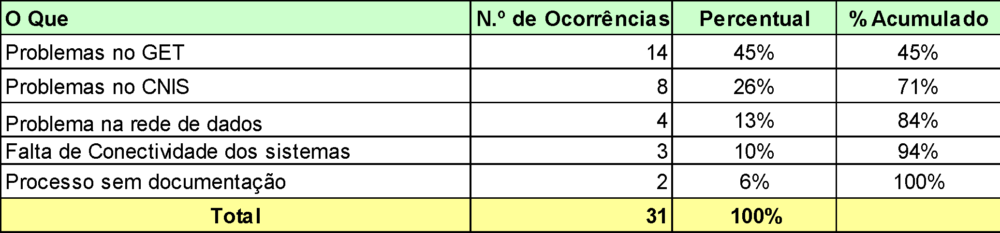 O Que N.º de Ocorrências Percentual % Acumulado
Problemas no GET 14 45% 45%
Problemas no CNIS 8 26% 71%
Problema na rede de dados 4 13% 84%
Falta de Conectividade dos sistemas 3 10% 94%
Processo sem documentação 2 6% 100%
Total 31 100%